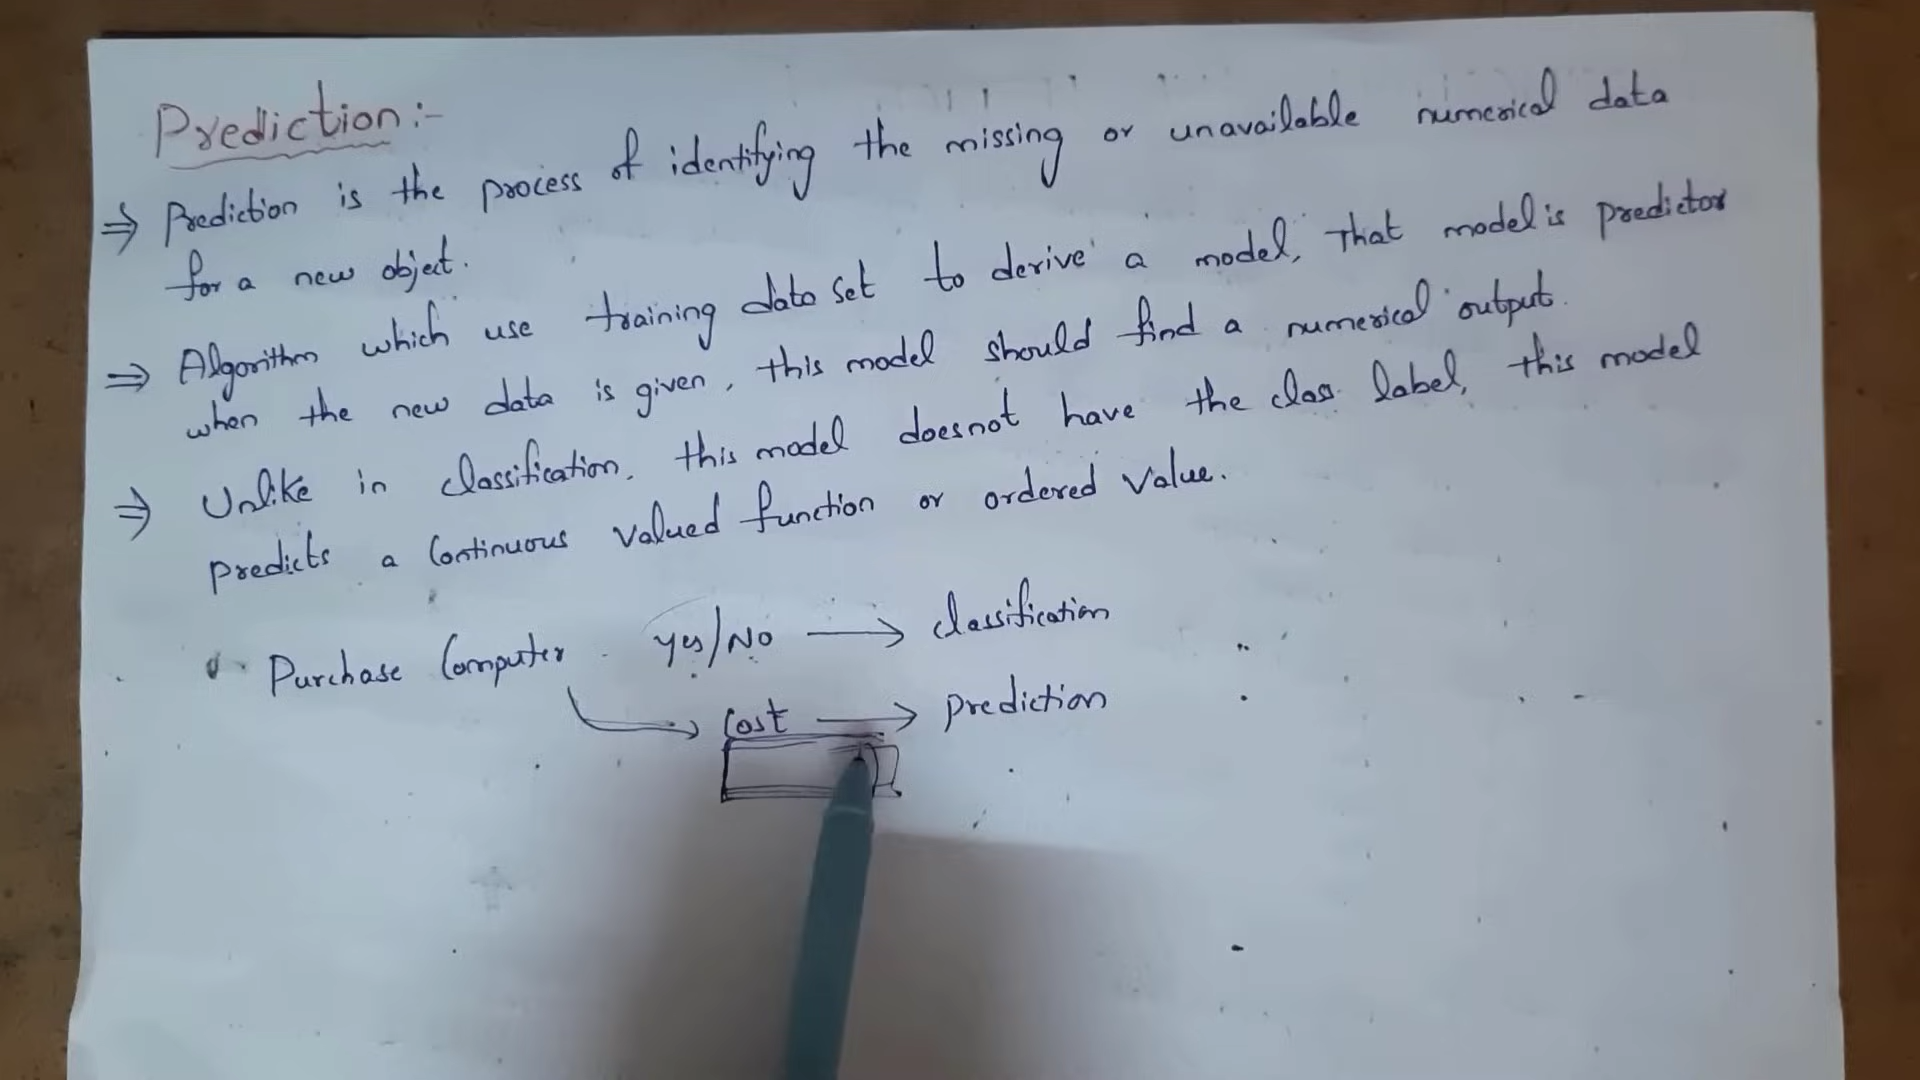 Prediction:-
⇒ Prediction is the process of identifying the missing or unavailable numerical data
for a new object.
⇒ Algorithm which use training data set to derive a model, That model is predictor
when the new data is given, this model should find a numerical output.
⇒ Unlike in classification, this model doesnot have the class label, this model
predicts a continuous valued function or ordered value.
Purchase Computer yes/No → classification
cost → prediction